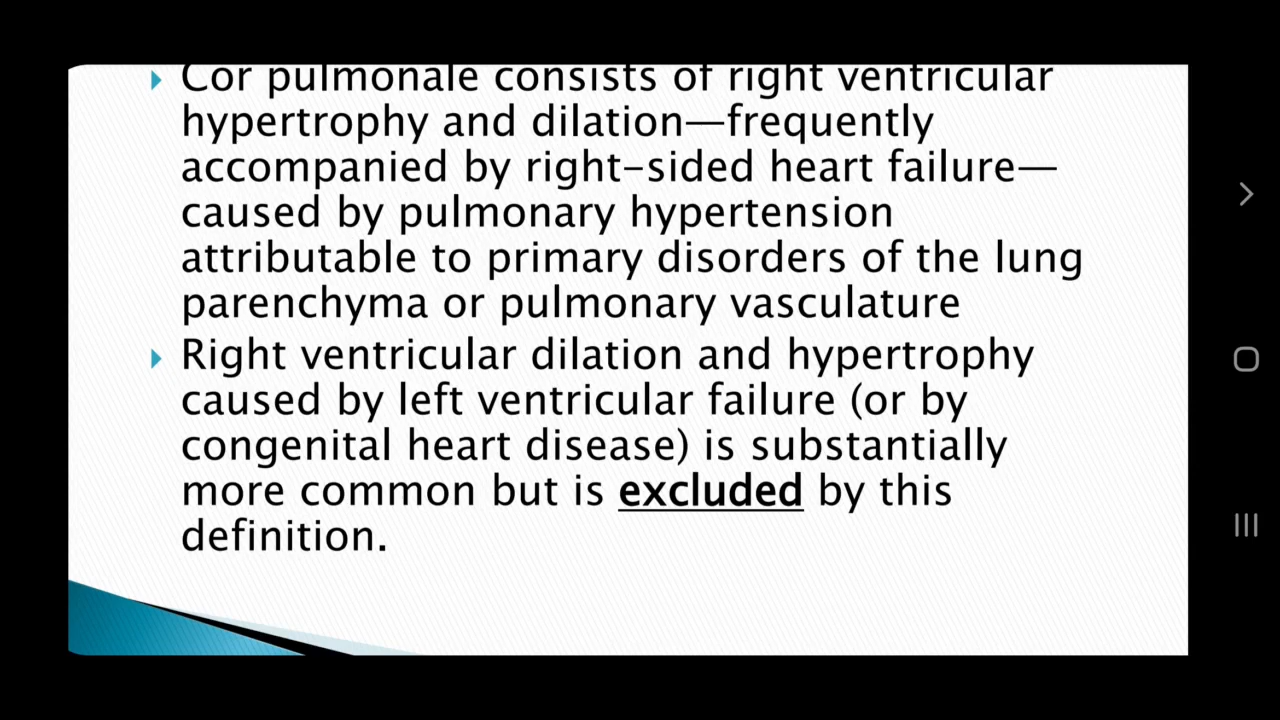 Cor pulmonale consists of right ventricular
hypertrophy and dilation—frequently
accompanied by right-sided heart failure—
caused by pulmonary hypertension
attributable to primary disorders of the lung
parenchyma or pulmonary vasculature
Right ventricular dilation and hypertrophy
caused by left ventricular failure (or by
congenital heart disease) is substantially
more common but is excluded by this
definition.